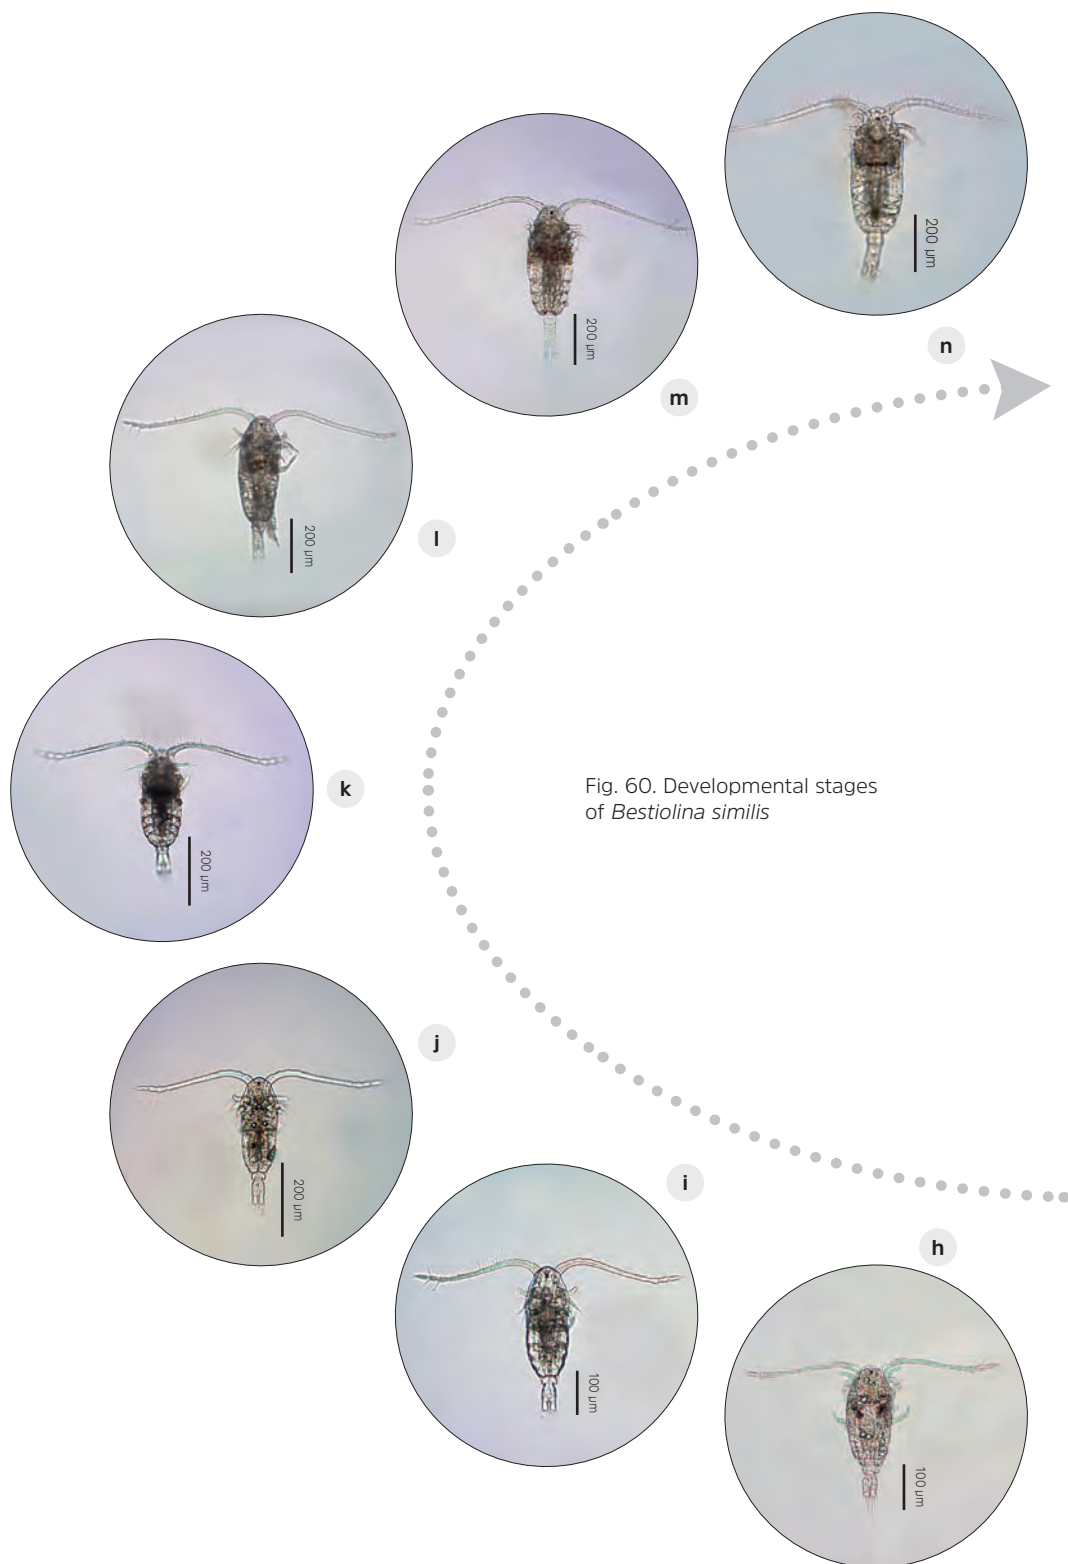 200 µm
n
200 µm
m
200 µm
l
200 µm
k
Fig. 60. Developmental stages
of Bestiolina similis
200 µm
j
100 µm
i
h
100 µm